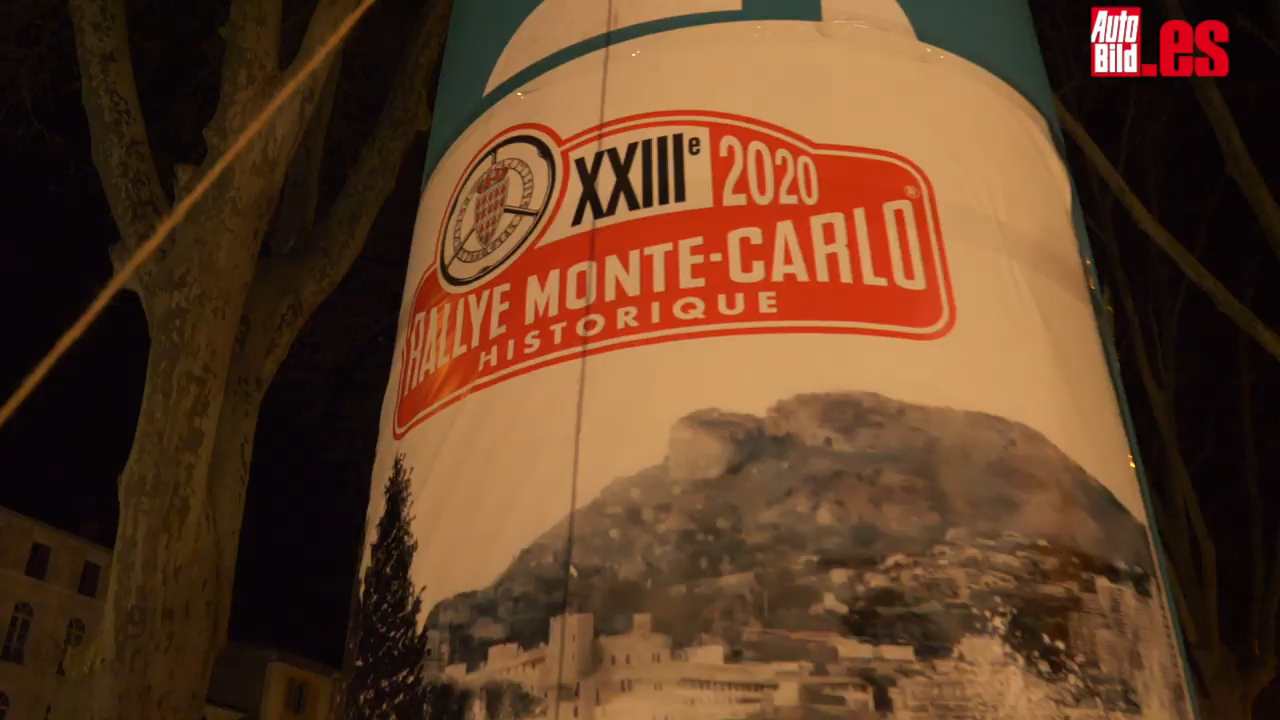 Auto
Bild
.es
XXIIIe 2020
RALLYE MONTE-CARLO®
HISTORIQUE